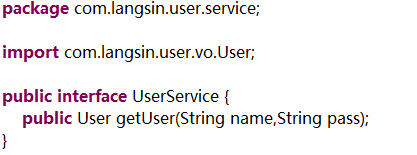 package com.langsin.user.service;
import com.langsin.user.vo.User;
public interface UserService {
public User getUser(String name,String pass);
}